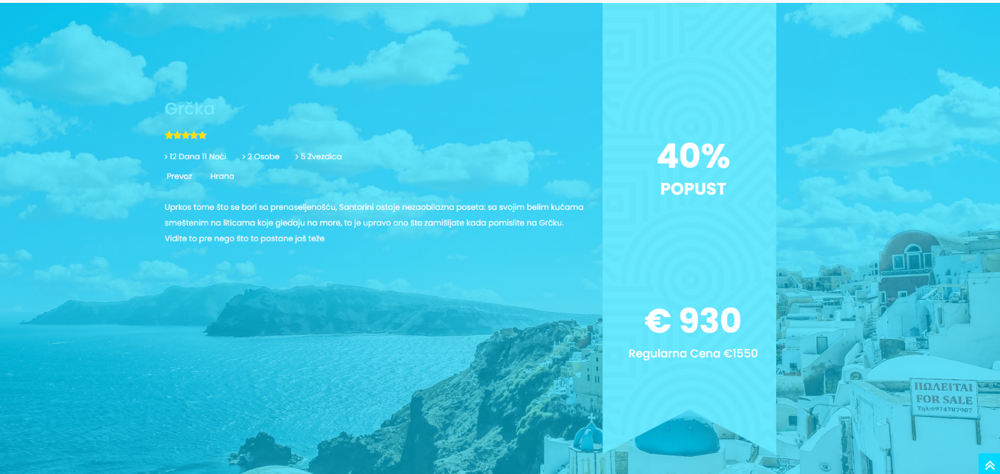 Grčka
> 12 Dana 11 Noći > 2 Osobe > 5 Zvezdica
Prevoz Hrana
Uprkos tome što se bori sa prenaseljenošću, Santorini ostaje nezaobilazna poseta: sa svojim belim kućama
smeštenim na liticama koje gledaju na more, to je upravo ono što zamišljate kada pomislite na Grčku.
Vidite to pre nego što to postane još teže
40%
POPUST
€ 930
Regularna Cena €1550
ΠΩΛΕΙΤΑΙ
FOR SALE
Τηλ:6974787907